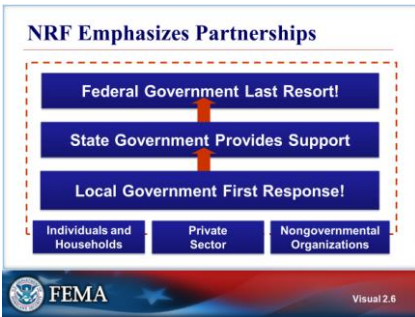 NRF Emphasizes Partnerships
Federal Government Last Resort!
State Government Provides Support
Local Government First Response!
Individuals and
Households
Private
Sector
Nongovernmental
Organizations
FEMA
Visual 2.6